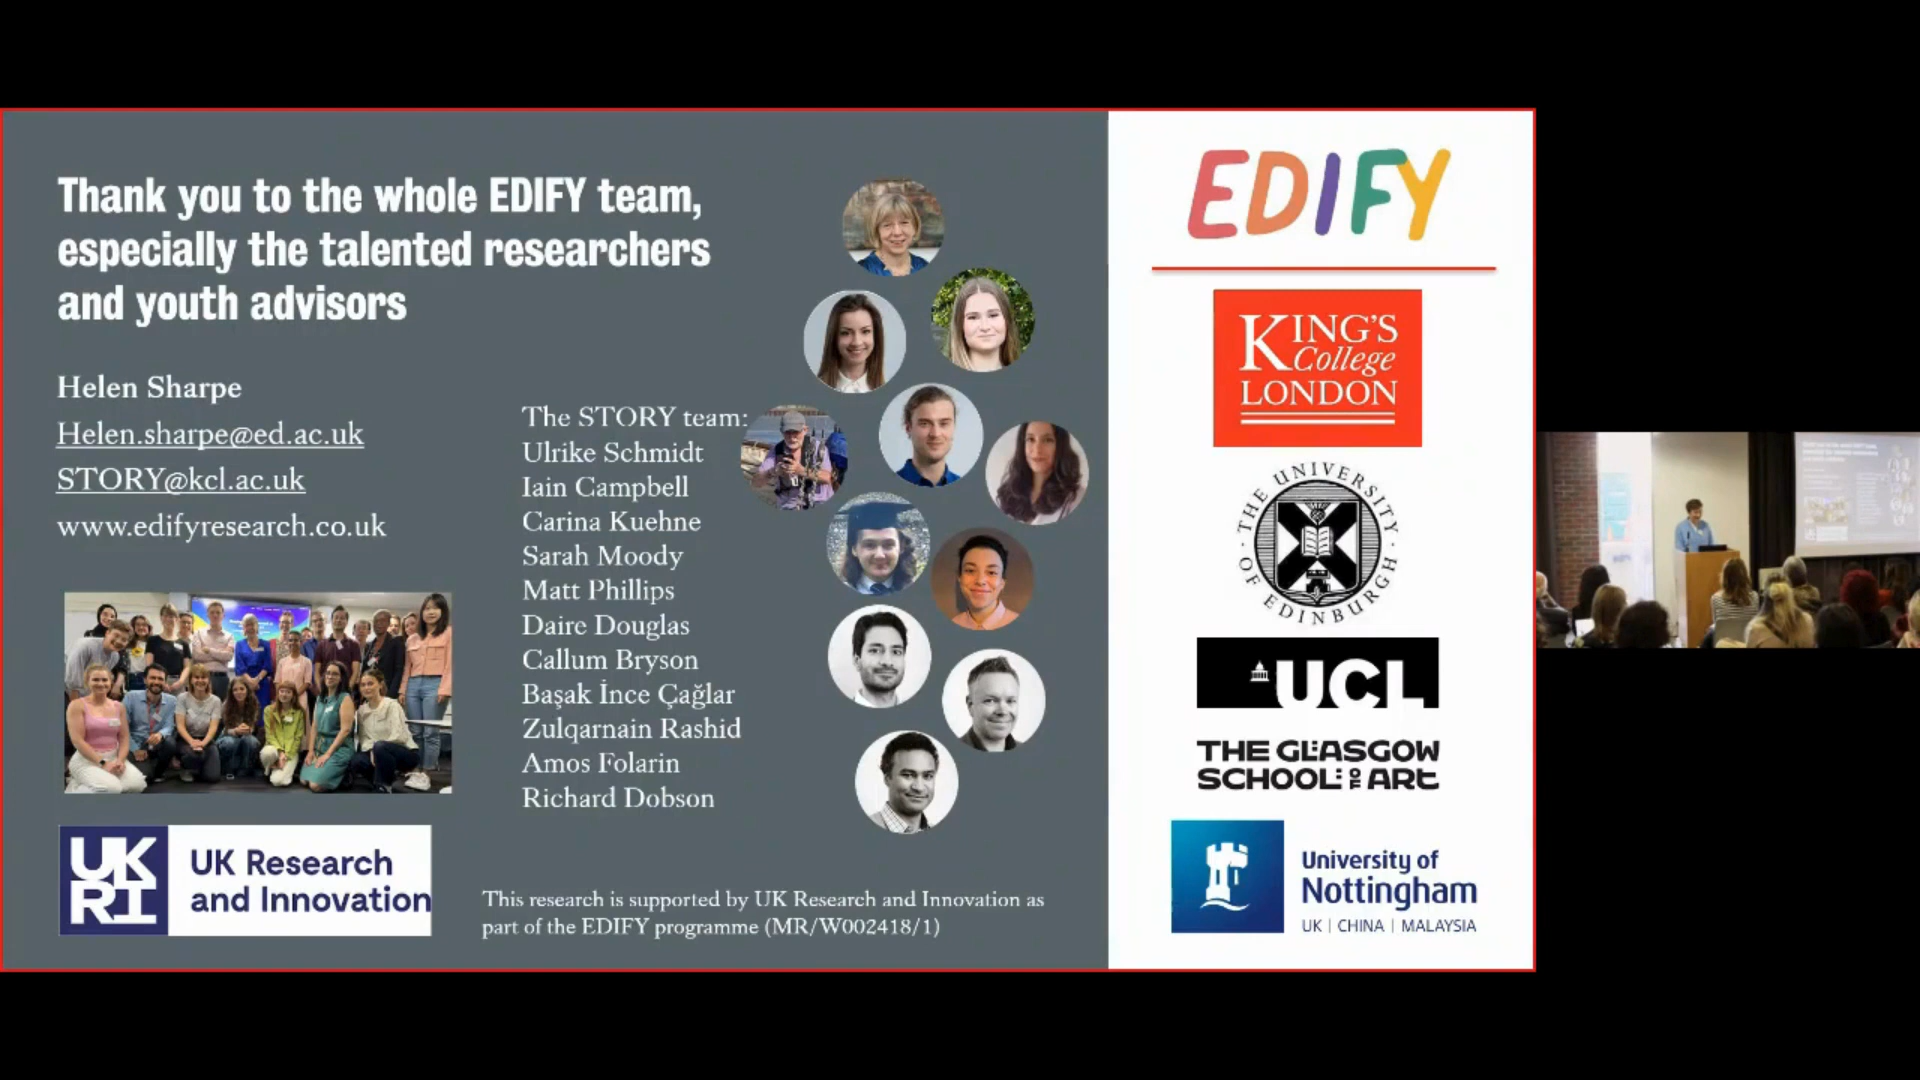 Thank you to the whole EDIFY team,
especially the talented researchers
and youth advisors
Helen Sharpe
Helen.sharpe@ed.ac.uk
STORY@kcl.ac.uk
www.edifyresearch.co.uk
The STORY team:
Ulrike Schmidt
Iain Campbell
Carina Kuehne
Sarah Moody
Matt Phillips
Daire Douglas
Callum Bryson
Başak İnce Çağlar
Zulqarnain Rashid
Amos Folarin
Richard Dobson
UK
RI
UK Research
and Innovation
This research is supported by UK Research and Innovation as
part of the EDIFY programme (MR/W002418/1)
EDIFY
KING'S
College
LONDON
THE UNIVERSITY
OF EDINBURGH
UCL
THE GLASGOW
SCHOOL OF ART
University of
Nottingham
UK | CHINA | MALAYSIA